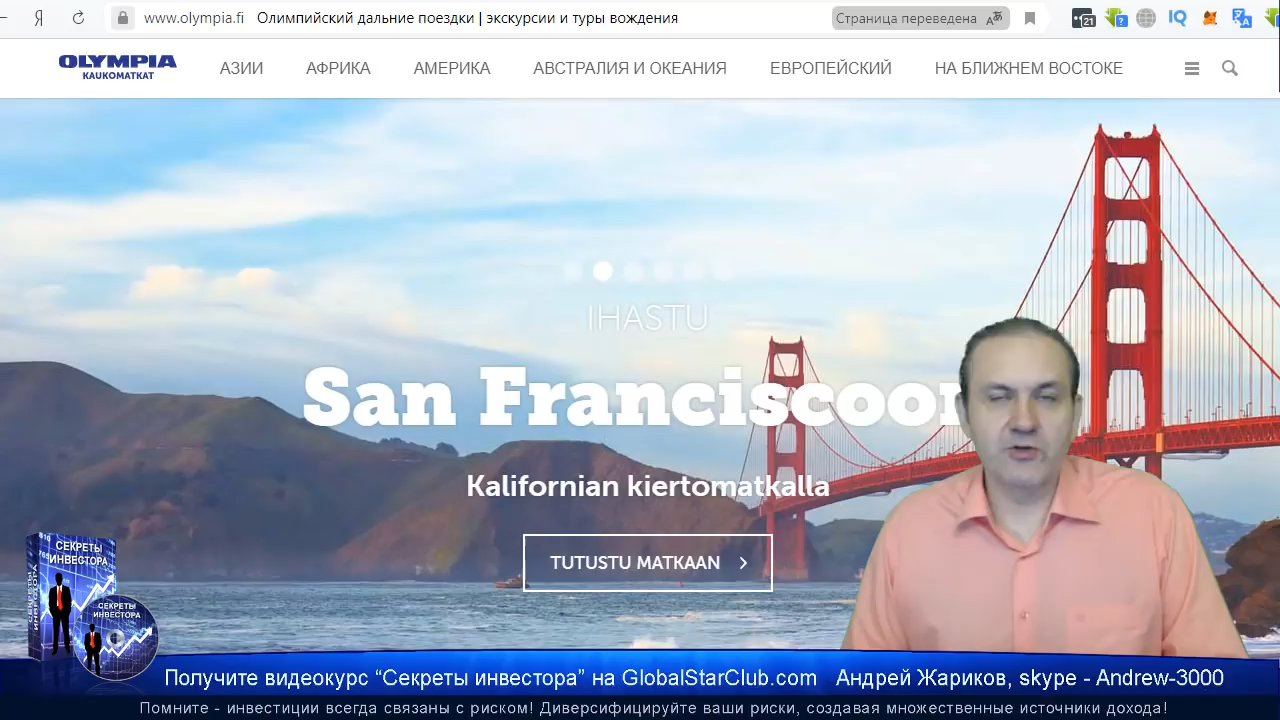 Я
www.olympia.fi Олимпийский дальние поездки | экскурсии и туры вождения
Страница переведена
21
?
IQ
OLYMPIA
KAUKOMATKAT
АЗИИ
АФРИКА
АМЕРИКА
АВСТРАЛИЯ И ОКЕАНИЯ
ЕВРОПЕЙСКИЙ
НА БЛИЖНЕМ ВОСТОКЕ
IHASTU
San Franciscoon
Kalifornian kiertomatkalla
TUTUSTU MATKAAN
СЕКРЕТЫ
ИНВЕСТОРА
СЕКРЕТЫ
ИНВЕСТОРА
СЕКРЕТЫ
ИНВЕСТОРА
Получите видеокурс “Секреты инвестора” на GlobalStarClub.com Андрей Жариков, skype - Andrew-3000
Помните - инвестиции всегда связаны с риском! Диверсифицируйте ваши риски, создавая множественные источники дохода!